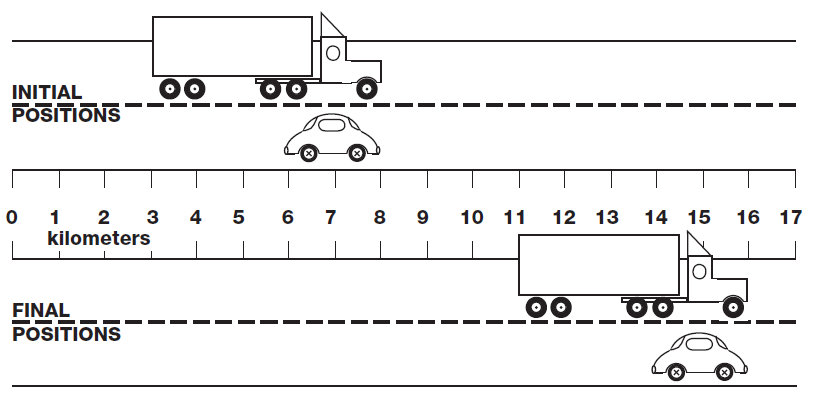 INITIAL
POSITIONS
0 1 2 3 4 5 6 7 8 9 10 11 12 13 14 15 16 17
kilometers
FINAL
POSITIONS